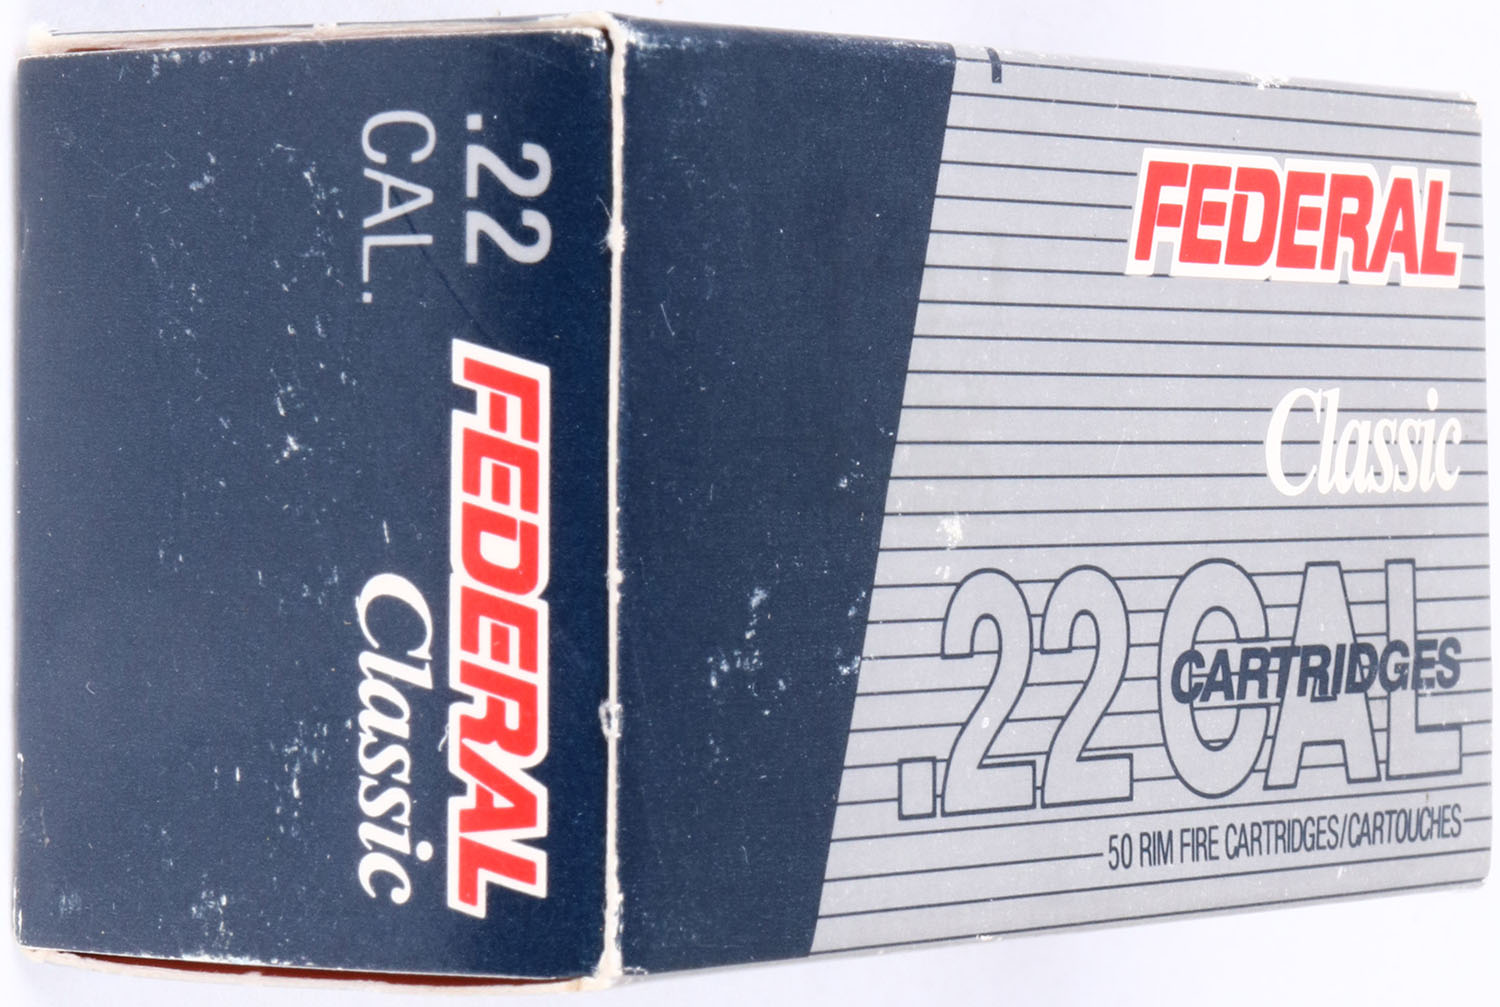 .22
CAL.
FEDERAL
Classic
FEDERAL
Classic
.22 CAL
CARTRIDGES
50 RIM FIRE CARTRIDGES/CARTOUCHES